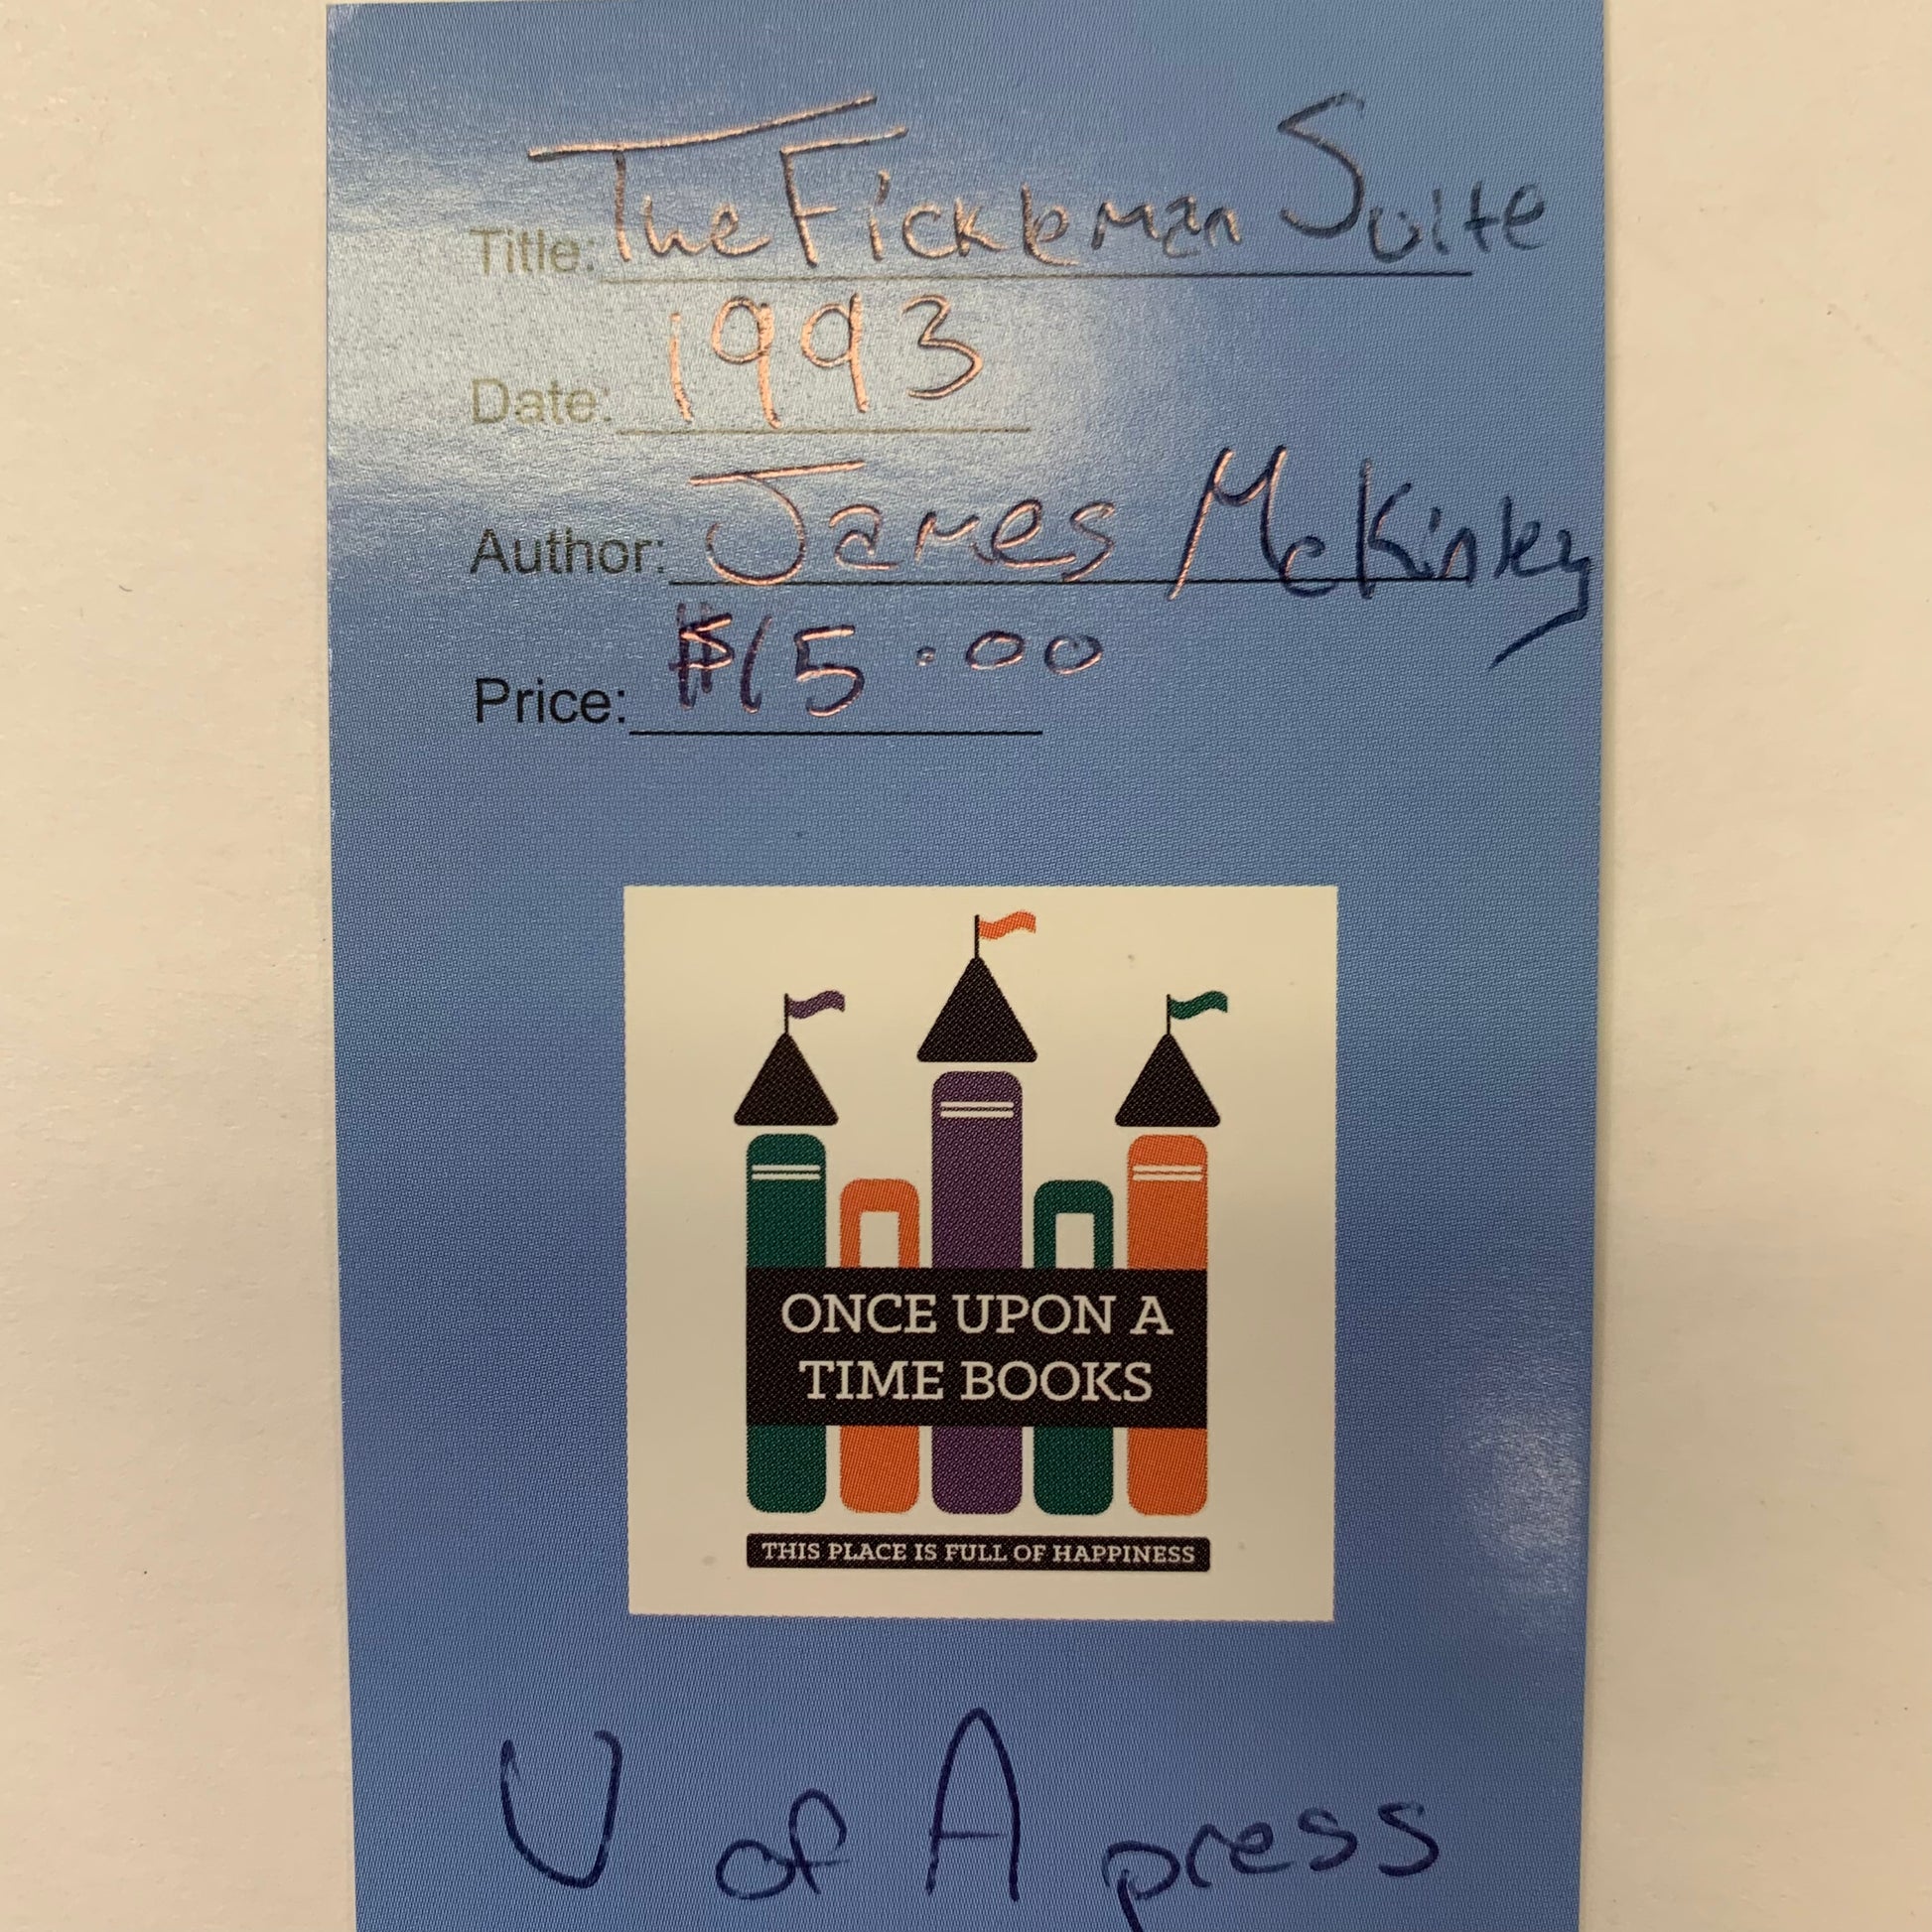 Title: The Fickleman Suite
Date: 1993
Author: James McKinley
Price: $15.00
ONCE UPON A
TIME BOOKS
THIS PLACE IS FULL OF HAPPINESS
U of A press